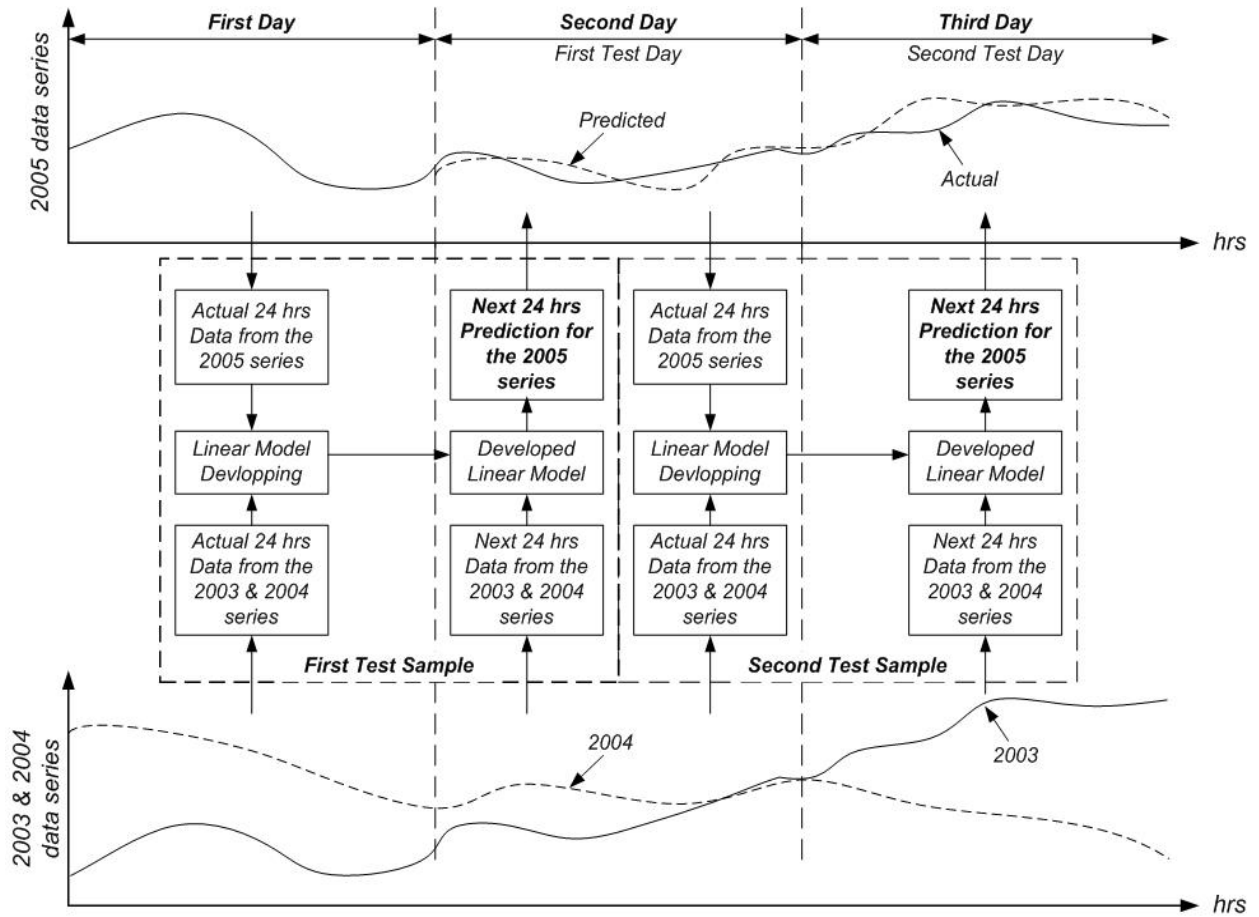 First Day
Second Day
Third Day
First Test Day
Second Test Day
2005 data series
Predicted
Actual
hrs
Actual 24 hrs
Data from the
2005 series
Next 24 hrs
Prediction for
the 2005
series
Actual 24 hrs
Data from the
2005 series
Next 24 hrs
Prediction for
the 2005
series
Linear Model
Devlopping
Developed
Linear Model
Linear Model
Devlopping
Developed
Linear Model
Actual 24 hrs
Data from the
2003 & 2004
series
Next 24 hrs
Data from the
2003 & 2004
series
Actual 24 hrs
Data from the
2003 & 2004
series
Next 24 hrs
Data from the
2003 & 2004
series
First Test Sample
Second Test Sample
2003 & 2004
data series
2004
2003
hrs